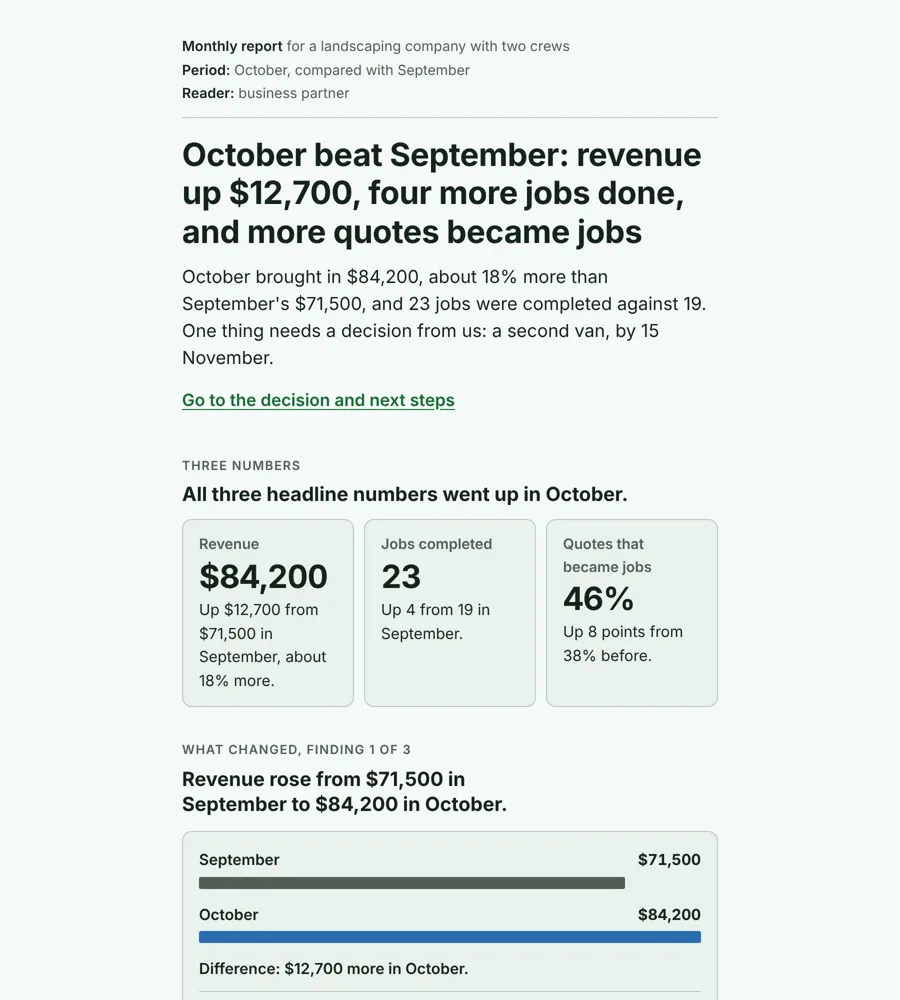 Monthly report for a landscaping company with two crews
Period: October, compared with September
Reader: business partner
October beat September: revenue
up $12,700, four more jobs done,
and more quotes became jobs
October brought in $84,200, about 18% more than
September's $71,500, and 23 jobs were completed against 19.
One thing needs a decision from us: a second van, by 15
November.
Go to the decision and next steps
THREE NUMBERS
All three headline numbers went up in October.
Revenue
$84,200
Up $12,700 from
$71,500 in
September, about
18% more.
Jobs completed
23
Up 4 from 19 in
September.
Quotes that
became jobs
46%
Up 8 points from
38% before.
WHAT CHANGED, FINDING 1 OF 3
Revenue rose from $71,500 in
September to $84,200 in October.
September $71,500
October $84,200
Difference: $12,700 more in October.